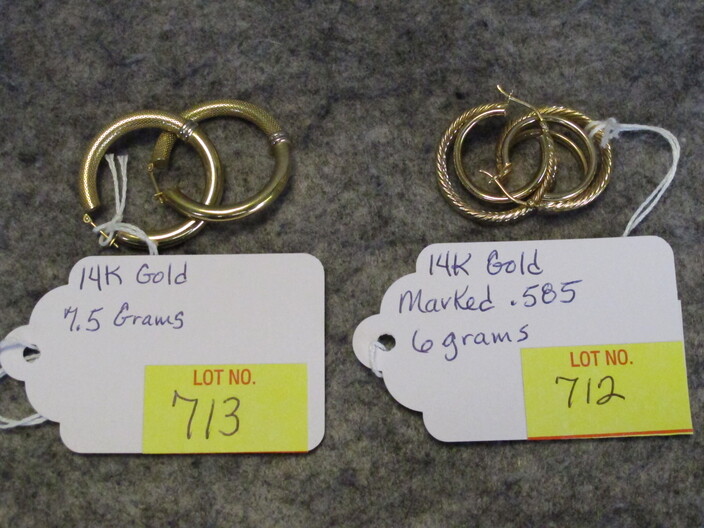 14K Gold
7.5 Grams
LOT NO.
713
14K Gold
Marked .585
6 grams
LOT NO.
712